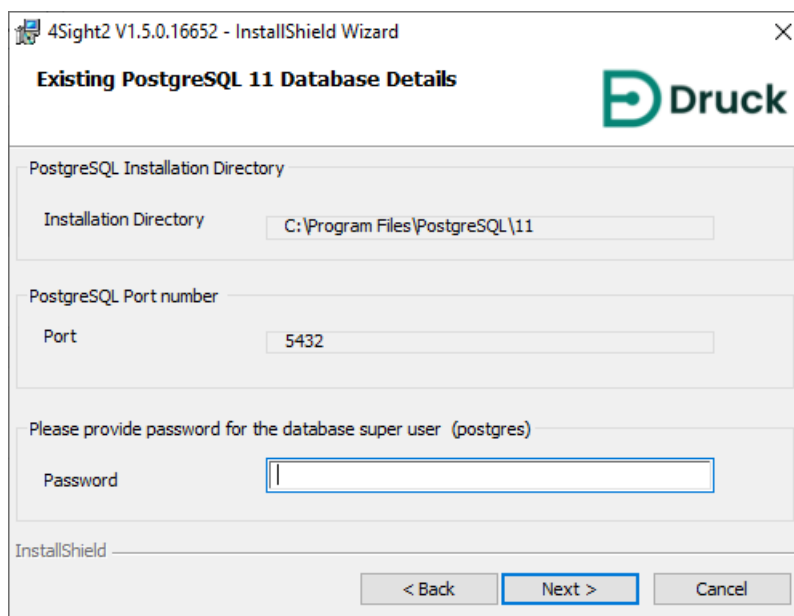 4Sight2 V1.5.0.16652 - InstallShield Wizard
Existing PostgreSQL 11 Database Details
Druck
PostgreSQL Installation Directory
Installation Directory
C:\Program Files\PostgreSQL\11
PostgreSQL Port number
Port
5432
Please provide password for the database super user (postgres)
Password
InstallShield
< Back
Next >
Cancel